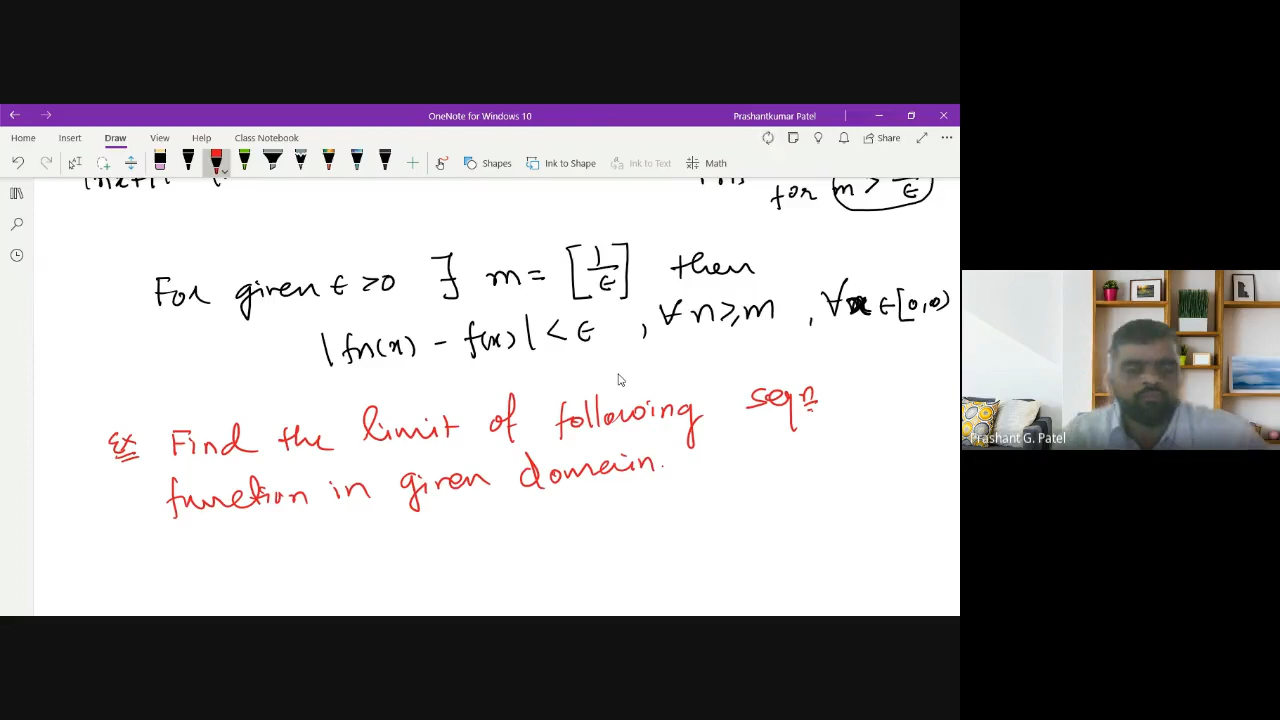 OneNote for Windows 10
Prashantkumar Patel
Home Insert Draw View Help Class Notebook
Share
Shapes Ink to Shape Ink to Text Math
for m > 1/ϵ
For given ϵ >0 ∃ m = [1/ϵ] then
|fn(x) - f(x)| < ϵ , ∀ n ≥ m , ∀ x ∈ [0, ∞)
Ex Find the limit of following seqn
function in given domain.
Prashant G. Patel